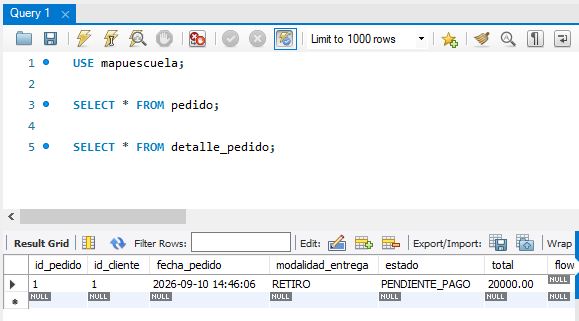 Query 1
Limit to 1000 rows
1 USE mapuescuela;
2
3 SELECT * FROM pedido;
4
5 SELECT * FROM detalle_pedido;
Result Grid Filter Rows: Edit: Export/Import: Wrap
id_pedido id_cliente fecha_pedido modalidad_entrega estado total flow
1 1 2026-09-10 14:46:06 RETIRO PENDIENTE_PAGO 20000.00 NULL
NULL NULL NULL NULL NULL NULL